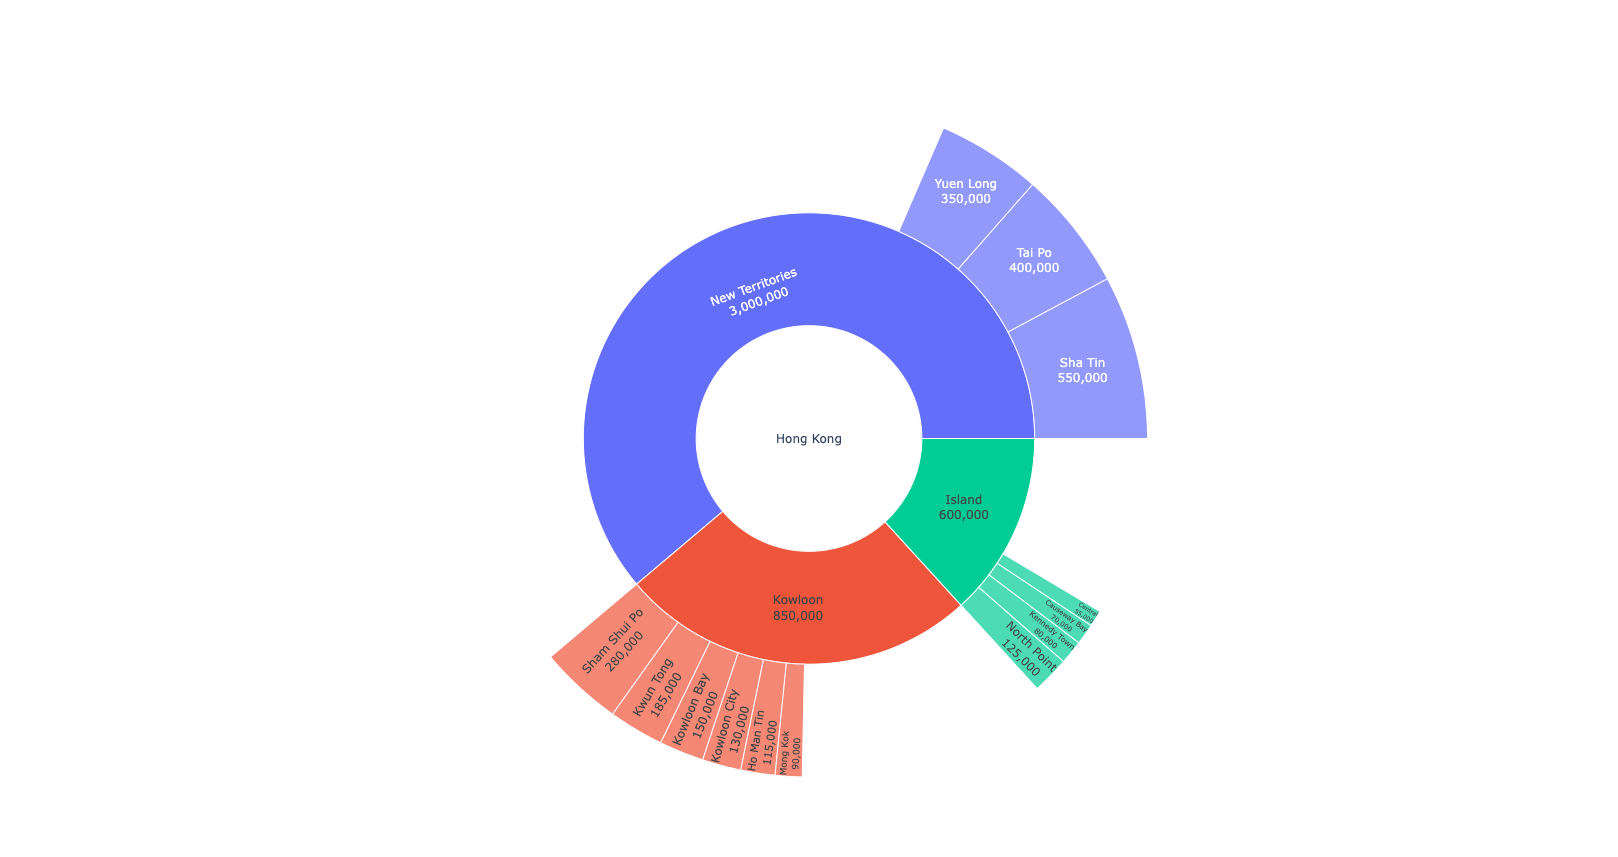 Yuen Long
350,000
Tai Po
400,000
Sha Tin
550,000
New Territories
3,000,000
Hong Kong
Island
600,000
Kowloon
850,000
Central
55,000
Causeway Bay
70,000
Kennedy Town
80,000
North Point
125,000
Sham Shui Po
280,000
Kwun Tong
185,000
Kowloon Bay
150,000
Kowloon City
130,000
Ho Man Tin
115,000
Mong Kok
90,000